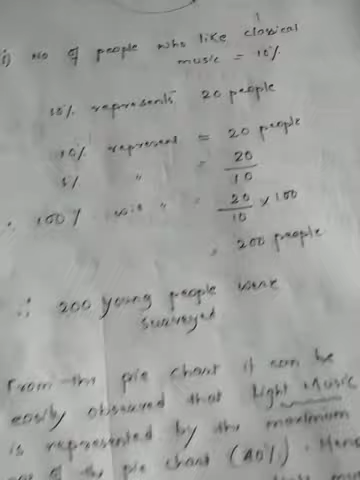 i) No of people who like classical
music = 10%
10% represents 20 people
10% represent = 20 people
1% " = 20/10
∴ 100% will " = 20/10 × 100
= 200 people
∴ 200 young people were
surveyed
From the pie chart it can be
easily observed that Light Music
is represented by the maximum
of the pie chart (40%). Hence